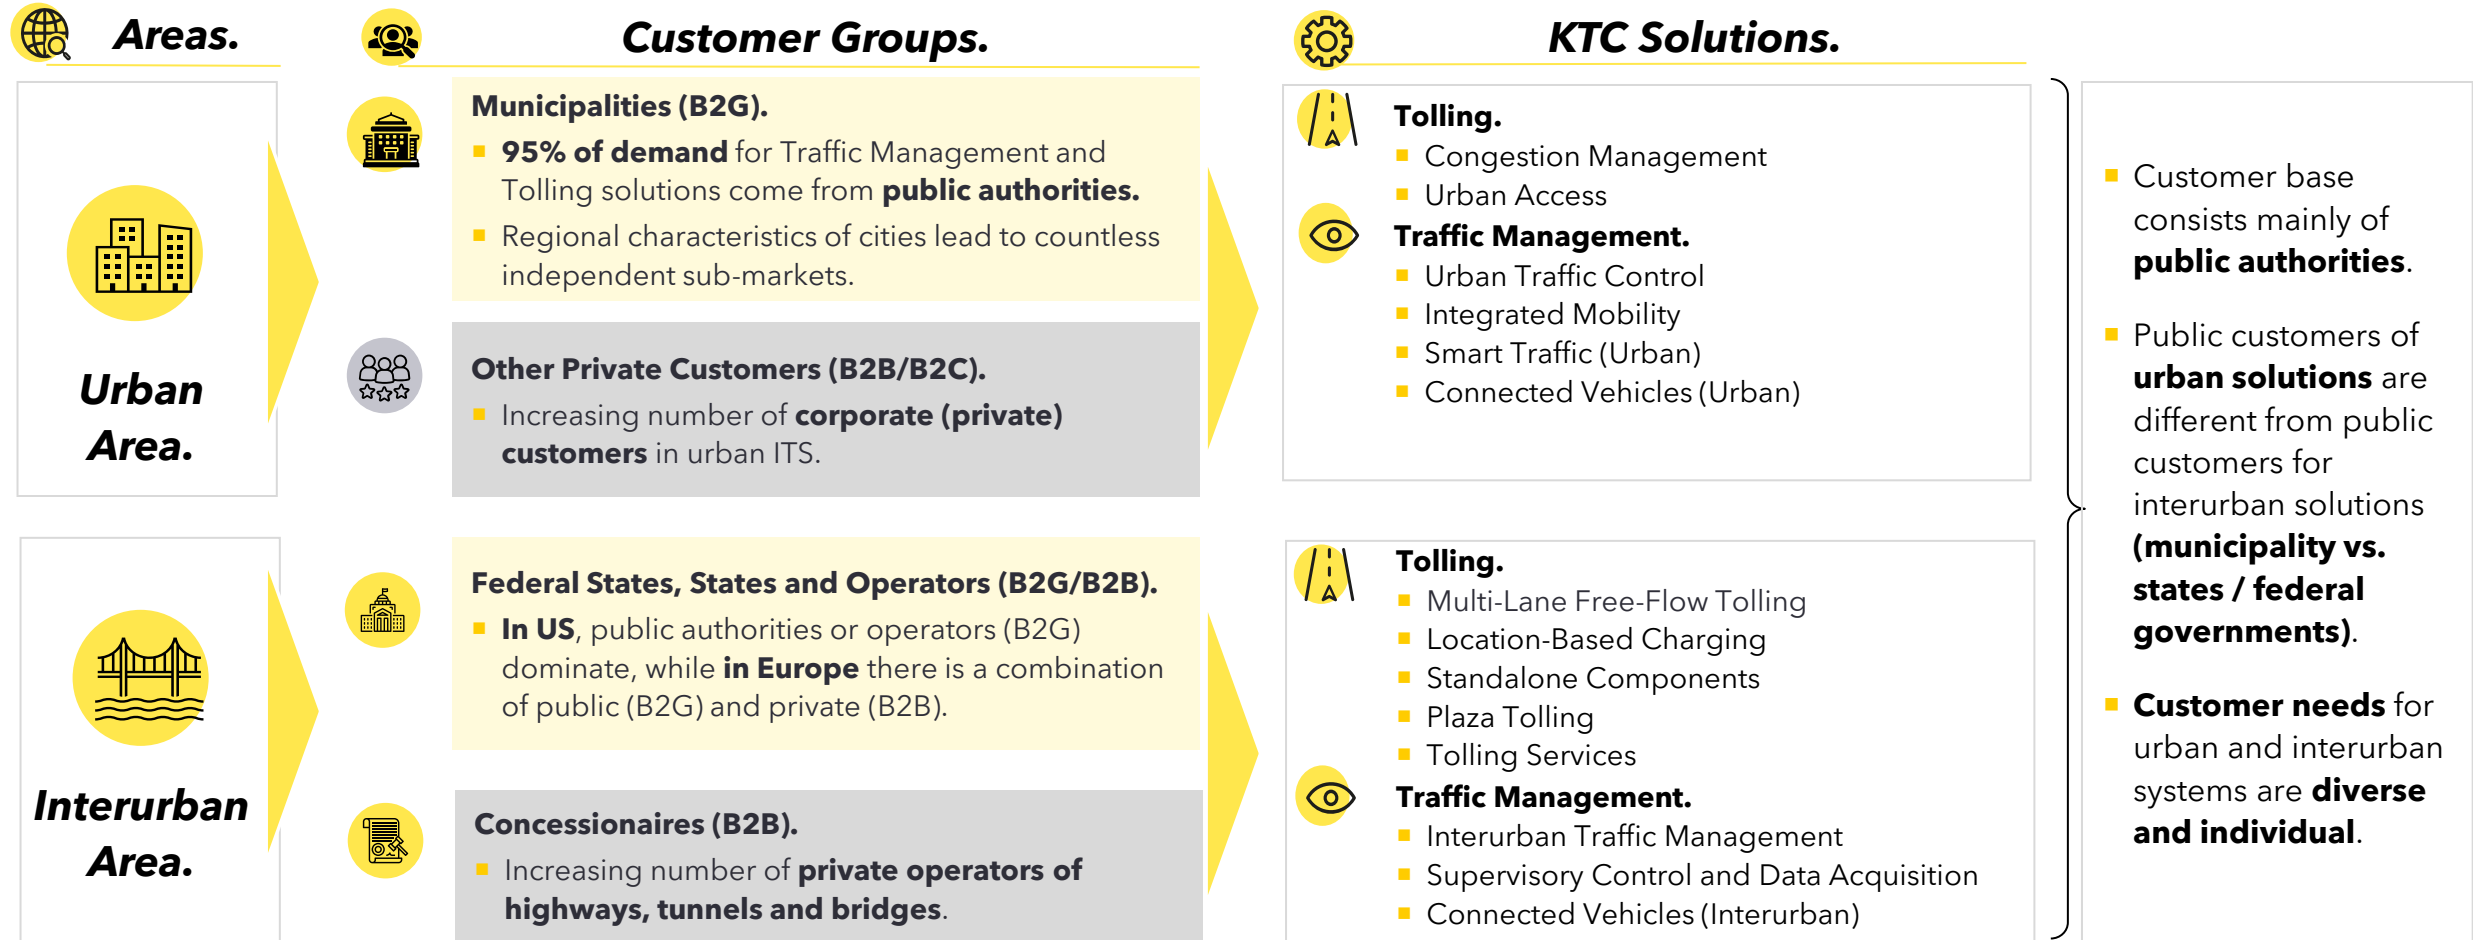 Areas.
Customer Groups.
KTC Solutions.
Urban
Area.
Municipalities (B2G).
95% of demand for Traffic Management and
Tolling solutions come from public authorities.
Regional characteristics of cities lead to countless
independent sub-markets.
Other Private Customers (B2B/B2C).
Increasing number of corporate (private)
customers in urban ITS.
Tolling.
Congestion Management
Urban Access
Traffic Management.
Urban Traffic Control
Integrated Mobility
Smart Traffic (Urban)
Connected Vehicles (Urban)
Interurban
Area.
Federal States, States and Operators (B2G/B2B).
In US, public authorities or operators (B2G)
dominate, while in Europe there is a combination
of public (B2G) and private (B2B).
Concessionaires (B2B).
Increasing number of private operators of
highways, tunnels and bridges.
Tolling.
Multi-Lane Free-Flow Tolling
Location-Based Charging
Standalone Components
Plaza Tolling
Tolling Services
Traffic Management.
Interurban Traffic Management
Supervisory Control and Data Acquisition
Connected Vehicles (Interurban)
Customer base
consists mainly of
public authorities.
Public customers of
urban solutions are
different from public
customers for
interurban solutions
(municipality vs.
states / federal
governments).
Customer needs for
urban and interurban
systems are diverse
and individual.